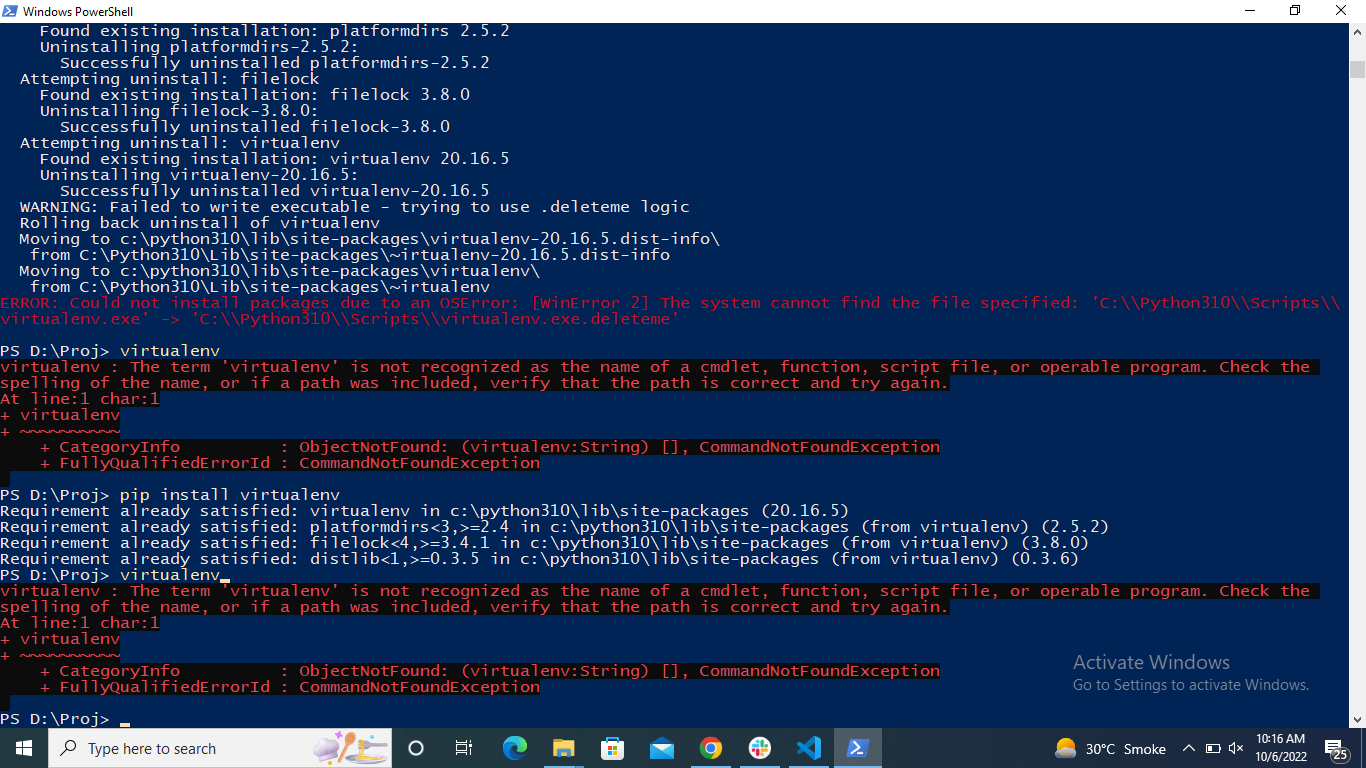 Windows PowerShell
Found existing installation: platformdirs 2.5.2
Uninstalling platformdirs-2.5.2:
Successfully uninstalled platformdirs-2.5.2
Attempting uninstall: filelock
Found existing installation: filelock 3.8.0
Uninstalling filelock-3.8.0:
Successfully uninstalled filelock-3.8.0
Attempting uninstall: virtualenv
Found existing installation: virtualenv 20.16.5
Uninstalling virtualenv-20.16.5:
Successfully uninstalled virtualenv-20.16.5
WARNING: Failed to write executable - trying to use .deleteme logic
Rolling back uninstall of virtualenv
Moving to c:\python310\lib\site-packages\virtualenv-20.16.5.dist-info\
from C:\Python310\Lib\site-packages\~irtualenv-20.16.5.dist-info
Moving to c:\python310\lib\site-packages\virtualenv\
from C:\Python310\Lib\site-packages\~irtualenv
ERROR: Could not install packages due to an OSError: [WinError 2] The system cannot find the file specified: 'C:\\Python310\\Scripts\\
virtualenv.exe' -> 'C:\\Python310\\Scripts\\virtualenv.exe.deleteme'
PS D:\Proj> virtualenv
virtualenv : The term 'virtualenv' is not recognized as the name of a cmdlet, function, script file, or operable program. Check the
spelling of the name, or if a path was included, verify that the path is correct and try again.
At line:1 char:1
+ virtualenv
+ ~~~~~~~~~~
+ CategoryInfo : ObjectNotFound: (virtualenv:String) [], CommandNotFoundException
+ FullyQualifiedErrorId : CommandNotFoundException
PS D:\Proj> pip install virtualenv
Requirement already satisfied: virtualenv in c:\python310\lib\site-packages (20.16.5)
Requirement already satisfied: platformdirs<3,>=2.4 in c:\python310\lib\site-packages (from virtualenv) (2.5.2)
Requirement already satisfied: filelock<4,>=3.4.1 in c:\python310\lib\site-packages (from virtualenv) (3.8.0)
Requirement already satisfied: distlib<1,>=0.3.5 in c:\python310\lib\site-packages (from virtualenv) (0.3.6)
PS D:\Proj> virtualenv
virtualenv : The term 'virtualenv' is not recognized as the name of a cmdlet, function, script file, or operable program. Check the
spelling of the name, or if a path was included, verify that the path is correct and try again.
At line:1 char:1
+ virtualenv
+ ~~~~~~~~~~
+ CategoryInfo : ObjectNotFound: (virtualenv:String) [], CommandNotFoundException
+ FullyQualifiedErrorId : CommandNotFoundException
PS D:\Proj>
Activate Windows
Go to Settings to activate Windows.
Type here to search
30°C Smoke
10:16 AM
10/6/2022
25